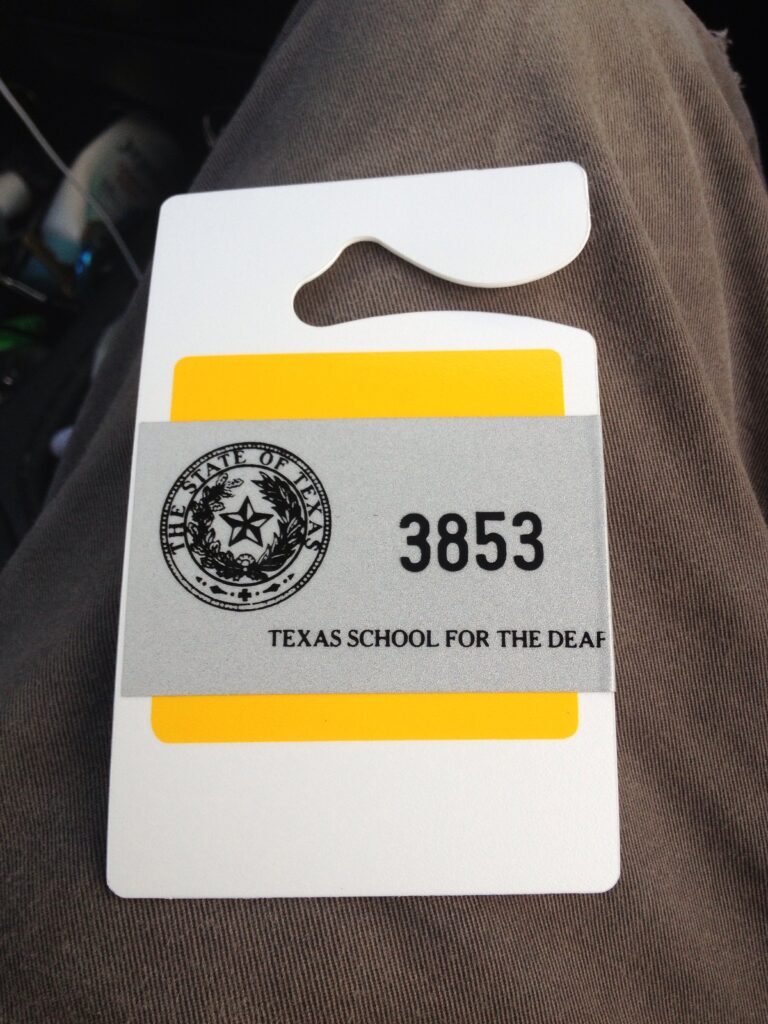 THE STATE OF TEXAS
3853
TEXAS SCHOOL FOR THE DEAF